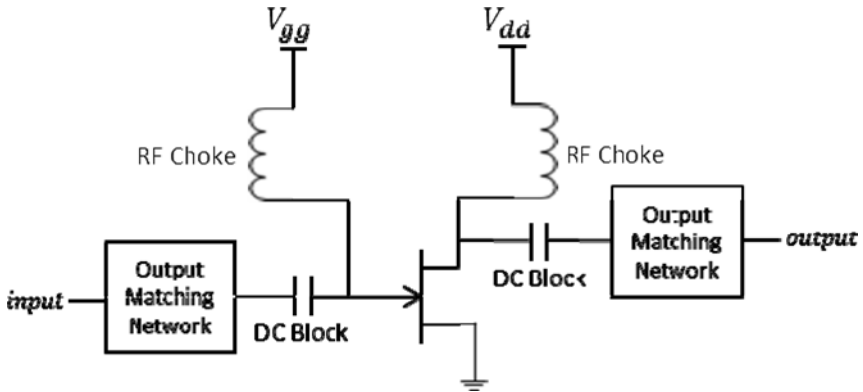 Vgg
Vdd
RF Choke
RF Choke
Output
Matching
Network
output
DC Block
Output
Matching
Network
input
DC Block